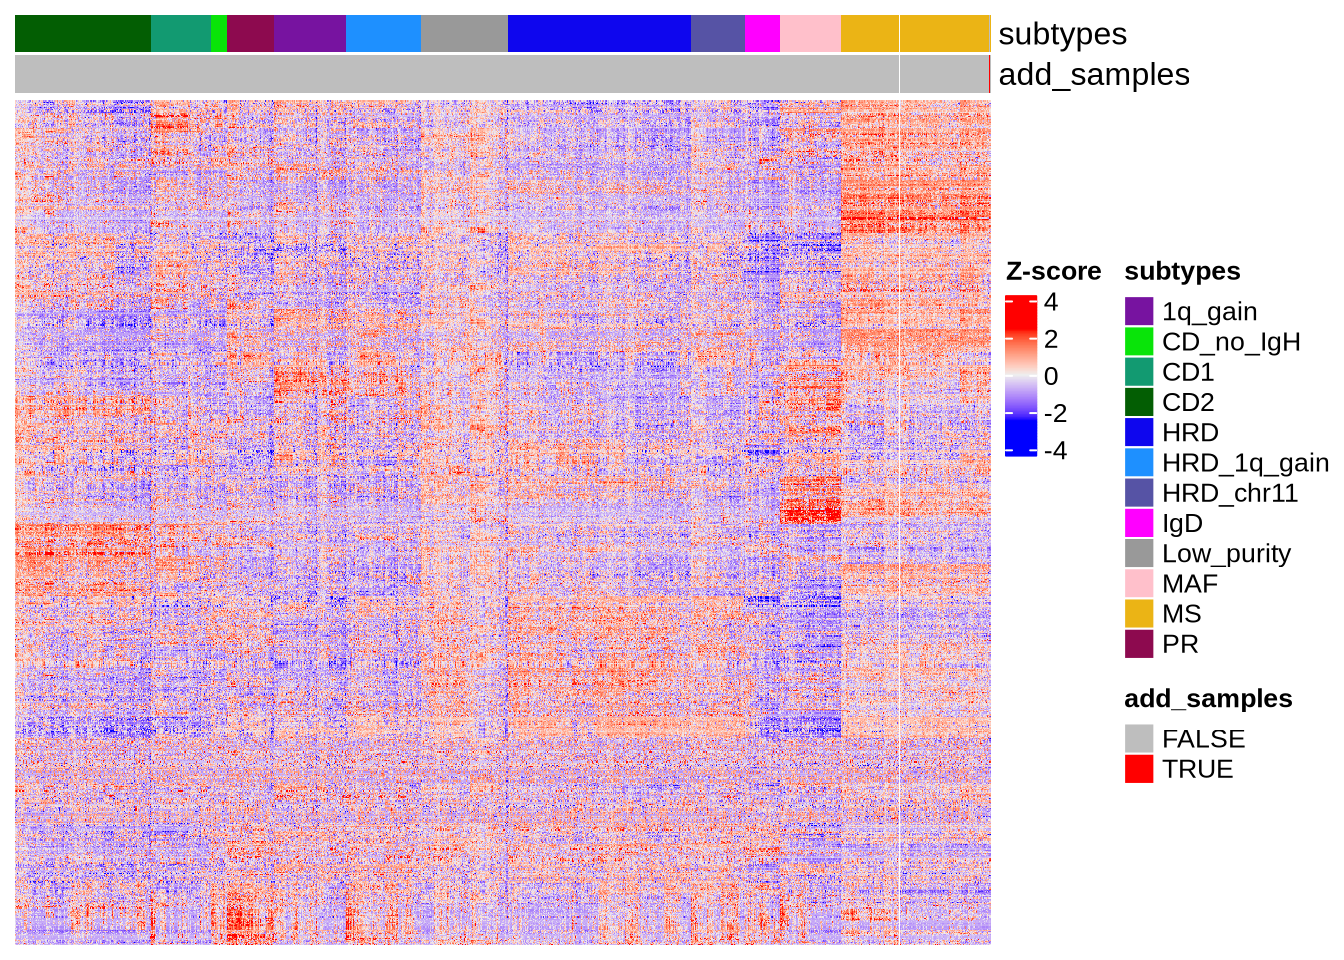 subtypes
add_samples
Z-score
4
2
0
-2
-4
subtypes
1q_gain
CD_no_IgH
CD1
CD2
HRD
HRD_1q_gain
HRD_chr11
IgD
Low_purity
MAF
MS
PR
add_samples
FALSE
TRUE